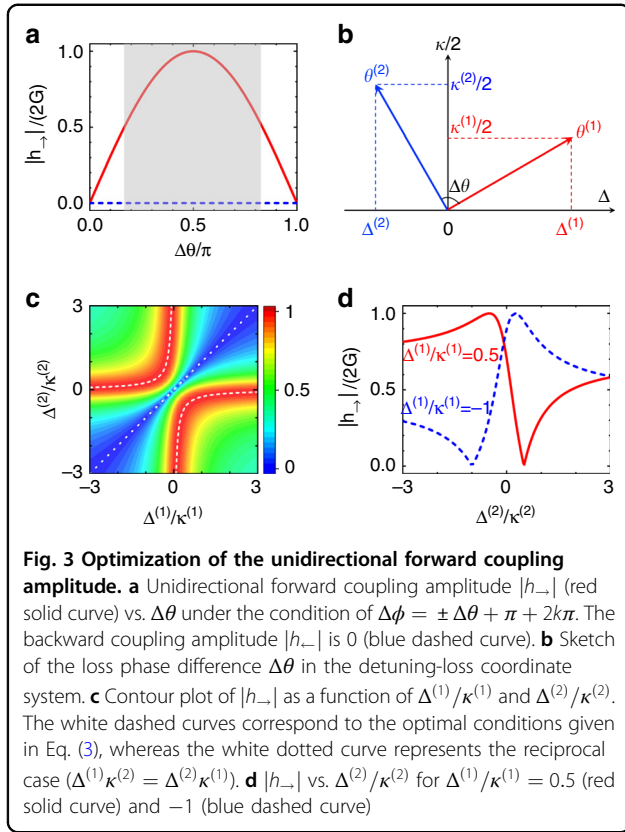 a
1.0
0.5
0.0
|h→|/(2G)
0.0
0.5
1.0
Δθ/π
b
κ/2
θ(2)
κ(2)/2
κ(1)/2
θ(1)
Δθ
Δ
Δ(2)
0
Δ(1)
c
3
0
−3
Δ(2)/κ(2)
−3
0
3
Δ(1)/κ(1)
1
0.5
0
d
1.0
0.5
0.0
|h→|/(2G)
Δ(1)/κ(1)=0.5
Δ(1)/κ(1)=−1
−3
0
3
Δ(2)/κ(2)
Fig. 3 Optimization of the unidirectional forward coupling
amplitude. a Unidirectional forward coupling amplitude |h→| (red
solid curve) vs. Δθ under the condition of Δϕ = ± Δθ + π + 2kπ. The
backward coupling amplitude |h←| is 0 (blue dashed curve). b Sketch
of the loss phase difference Δθ in the detuning-loss coordinate
system. c Contour plot of |h→| as a function of Δ(1)/κ(1) and Δ(2)/κ(2).
The white dashed curves correspond to the optimal conditions given
in Eq. (3), whereas the white dotted curve represents the reciprocal
case (Δ(1)κ(2) = Δ(2)κ(1)). d |h→| vs. Δ(2)/κ(2) for Δ(1)/κ(1) = 0.5 (red
solid curve) and −1 (blue dashed curve)